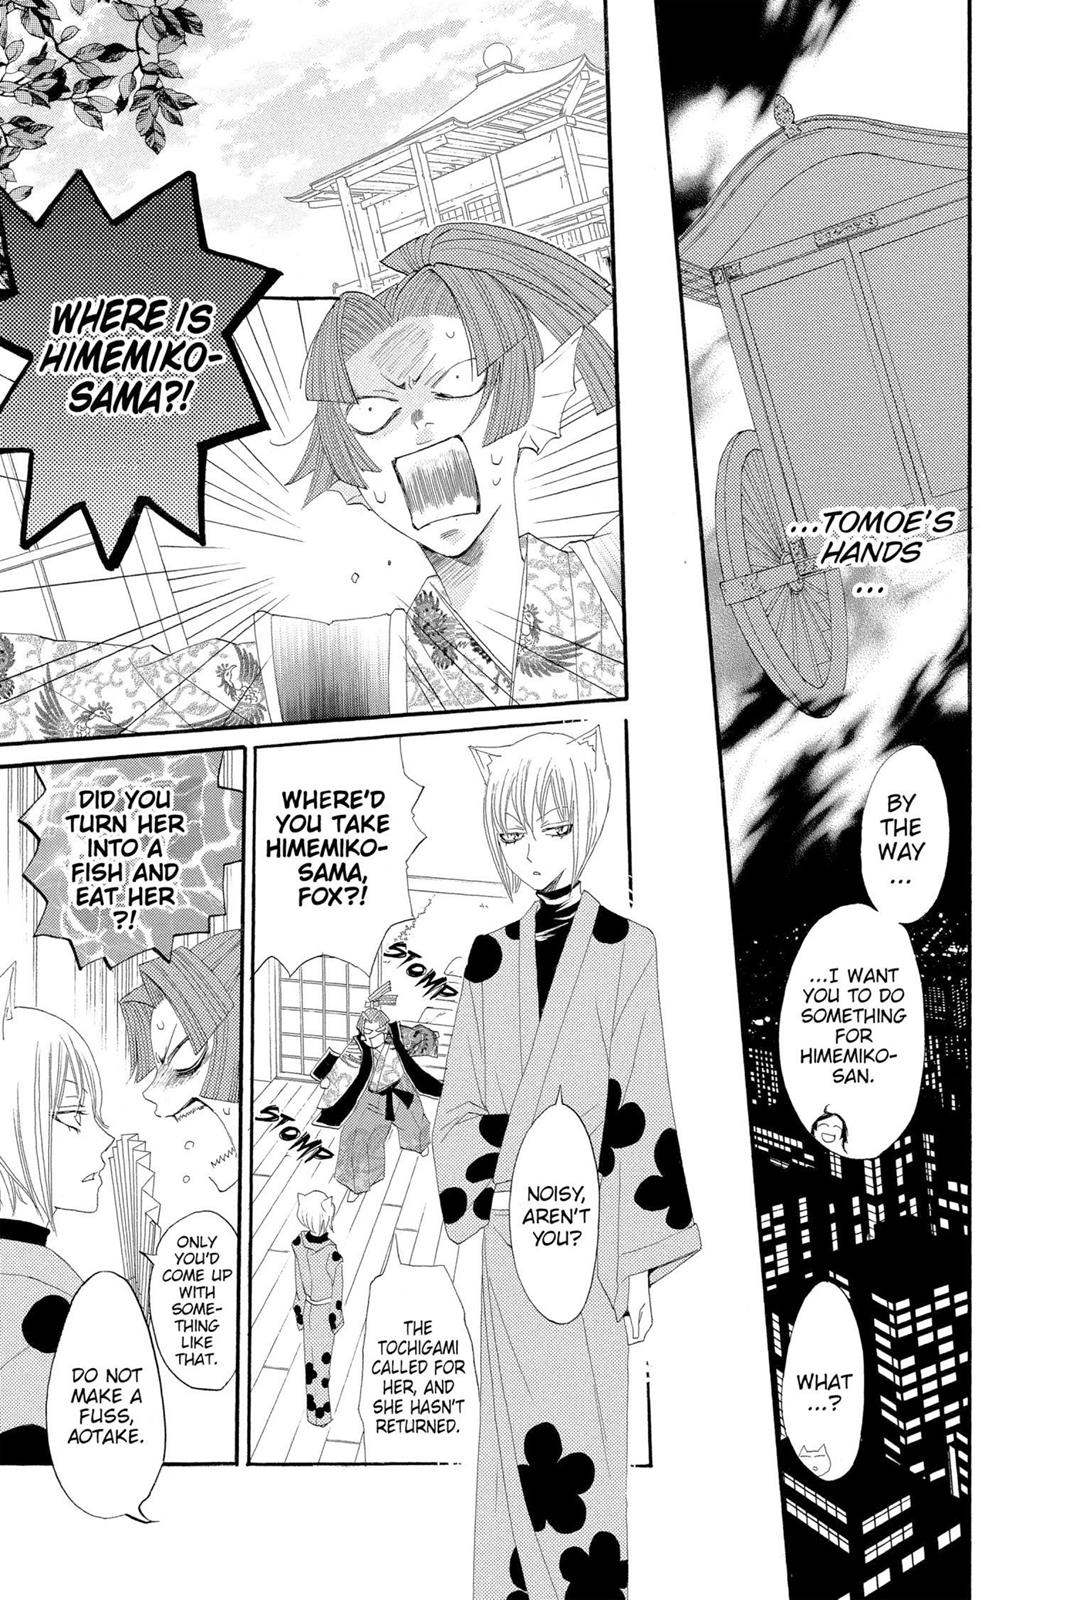 ...TOMOE'S
HANDS
...
BY
THE
WAY
...
...I WANT
YOU TO DO
SOMETHING
FOR
HIMEMIKO-
SAN.
WHAT
...?
WHERE IS
HIMEMIKO-
SAMA?!
WHERE'D
YOU TAKE
HIMEMIKO-
SAMA,
FOX?!
STOMP
STOMP
NOISY,
AREN'T
YOU?
THE
TOCHIGAMI
CALLED FOR
HER, AND
SHE HASN'T
RETURNED.
DID YOU
TURN HER
INTO A
FISH AND
EAT HER
?!
ONLY
YOU'D
COME UP
WITH
SOME-
THING
LIKE
THAT.
DO NOT
MAKE A
FUSS,
AOTAKE.